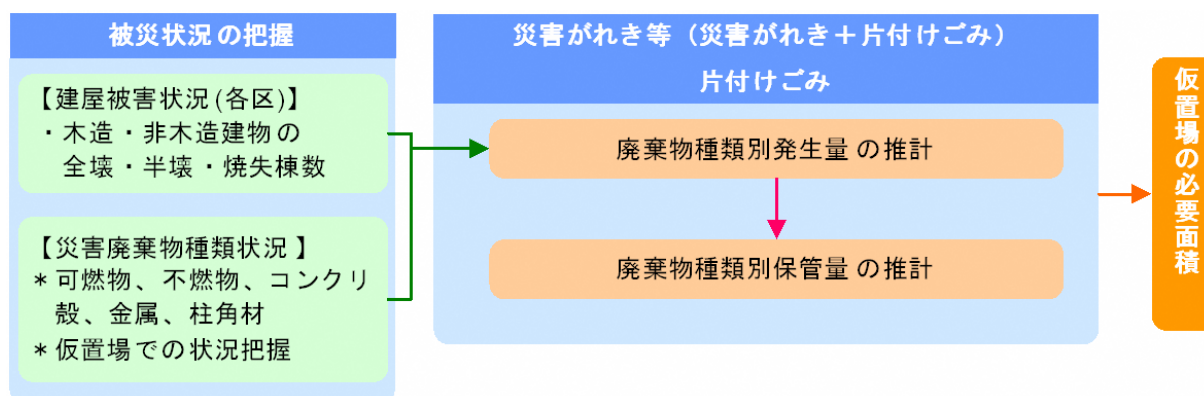 被災状況の把握
【建屋被害状況(各区)】
・木造・非木造建物の
全壊・半壊・焼失棟数
【災害廃棄物種類状況】
＊可燃物、不燃物、コンクリ
殻、金属、柱角材
＊仮置場での状況把握
災害がれき等（災害がれき＋片付けごみ）
片付けごみ
廃棄物種類別発生量の推計
廃棄物種類別保管量の推計
仮置場の必要面積